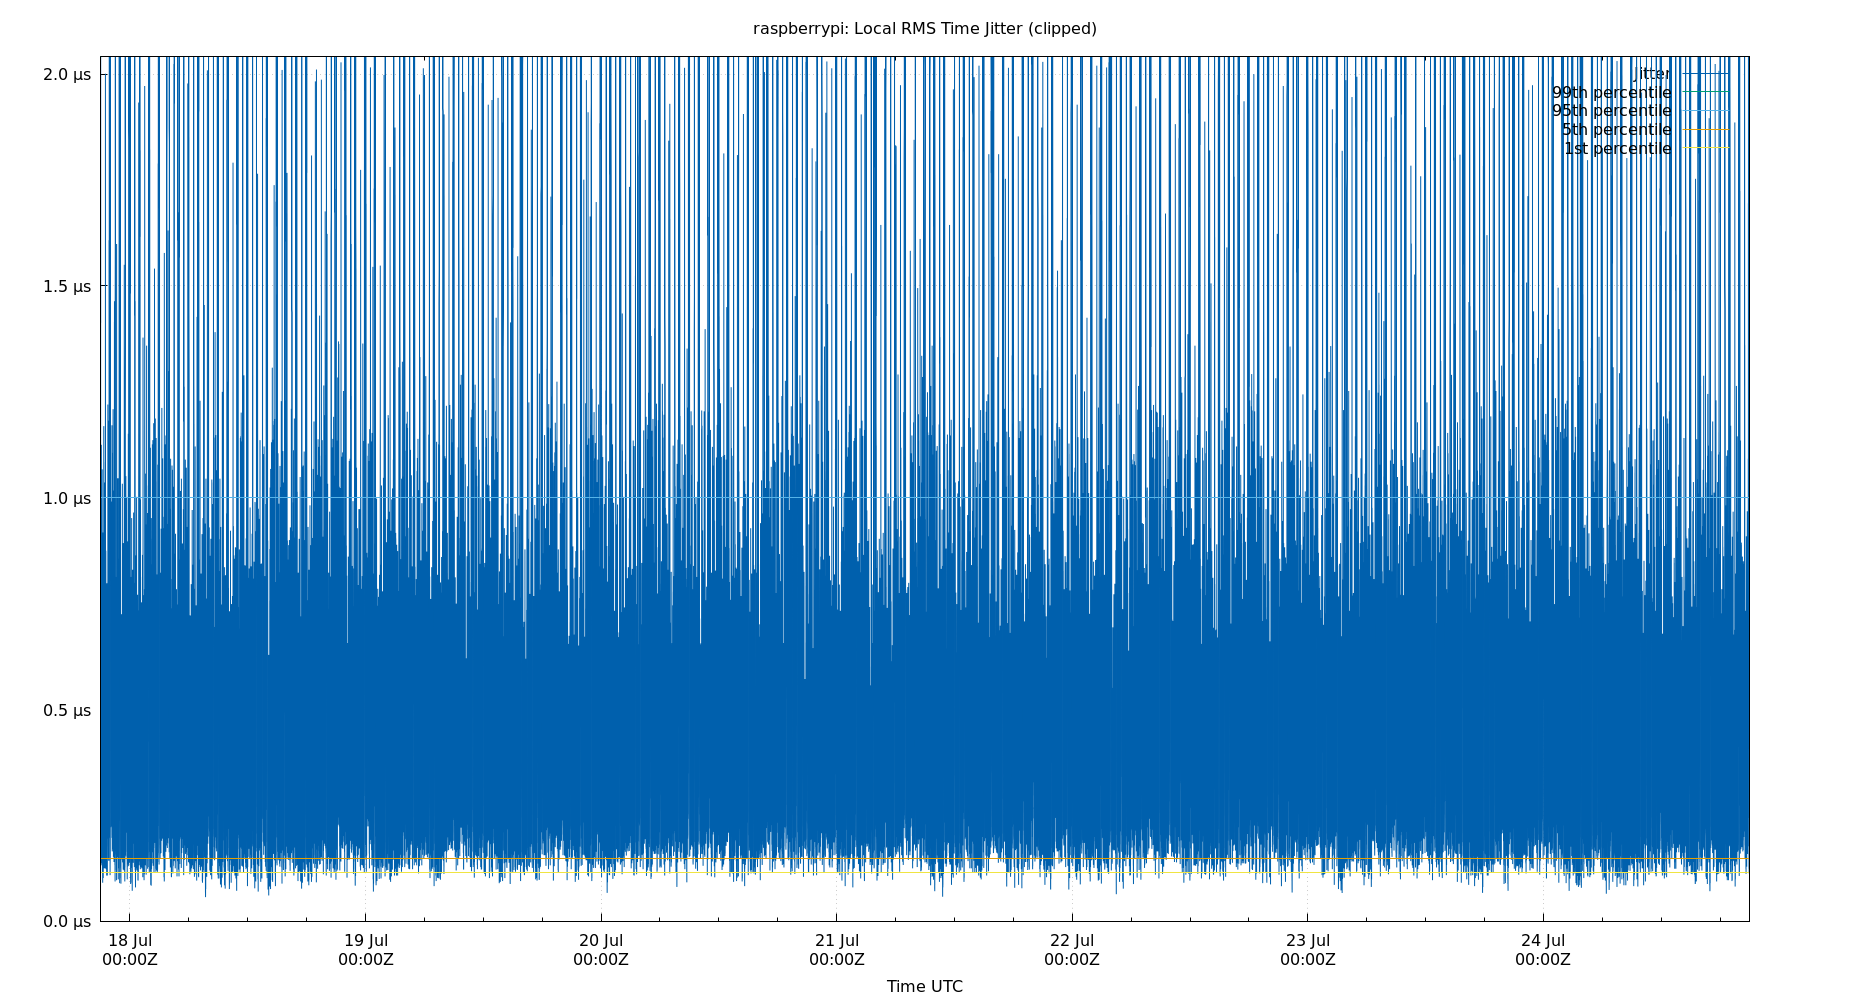 raspberrypi: Local RMS Time Jitter (clipped)
2.0 µs
1.5 µs
1.0 µs
0.5 µs
0.0 µs
jitter
99th percentile
95th percentile
5th percentile
1st percentile
18 Jul
00:00Z
19 Jul
00:00Z
20 Jul
00:00Z
21 Jul
00:00Z
22 Jul
00:00Z
23 Jul
00:00Z
24 Jul
00:00Z
Time UTC